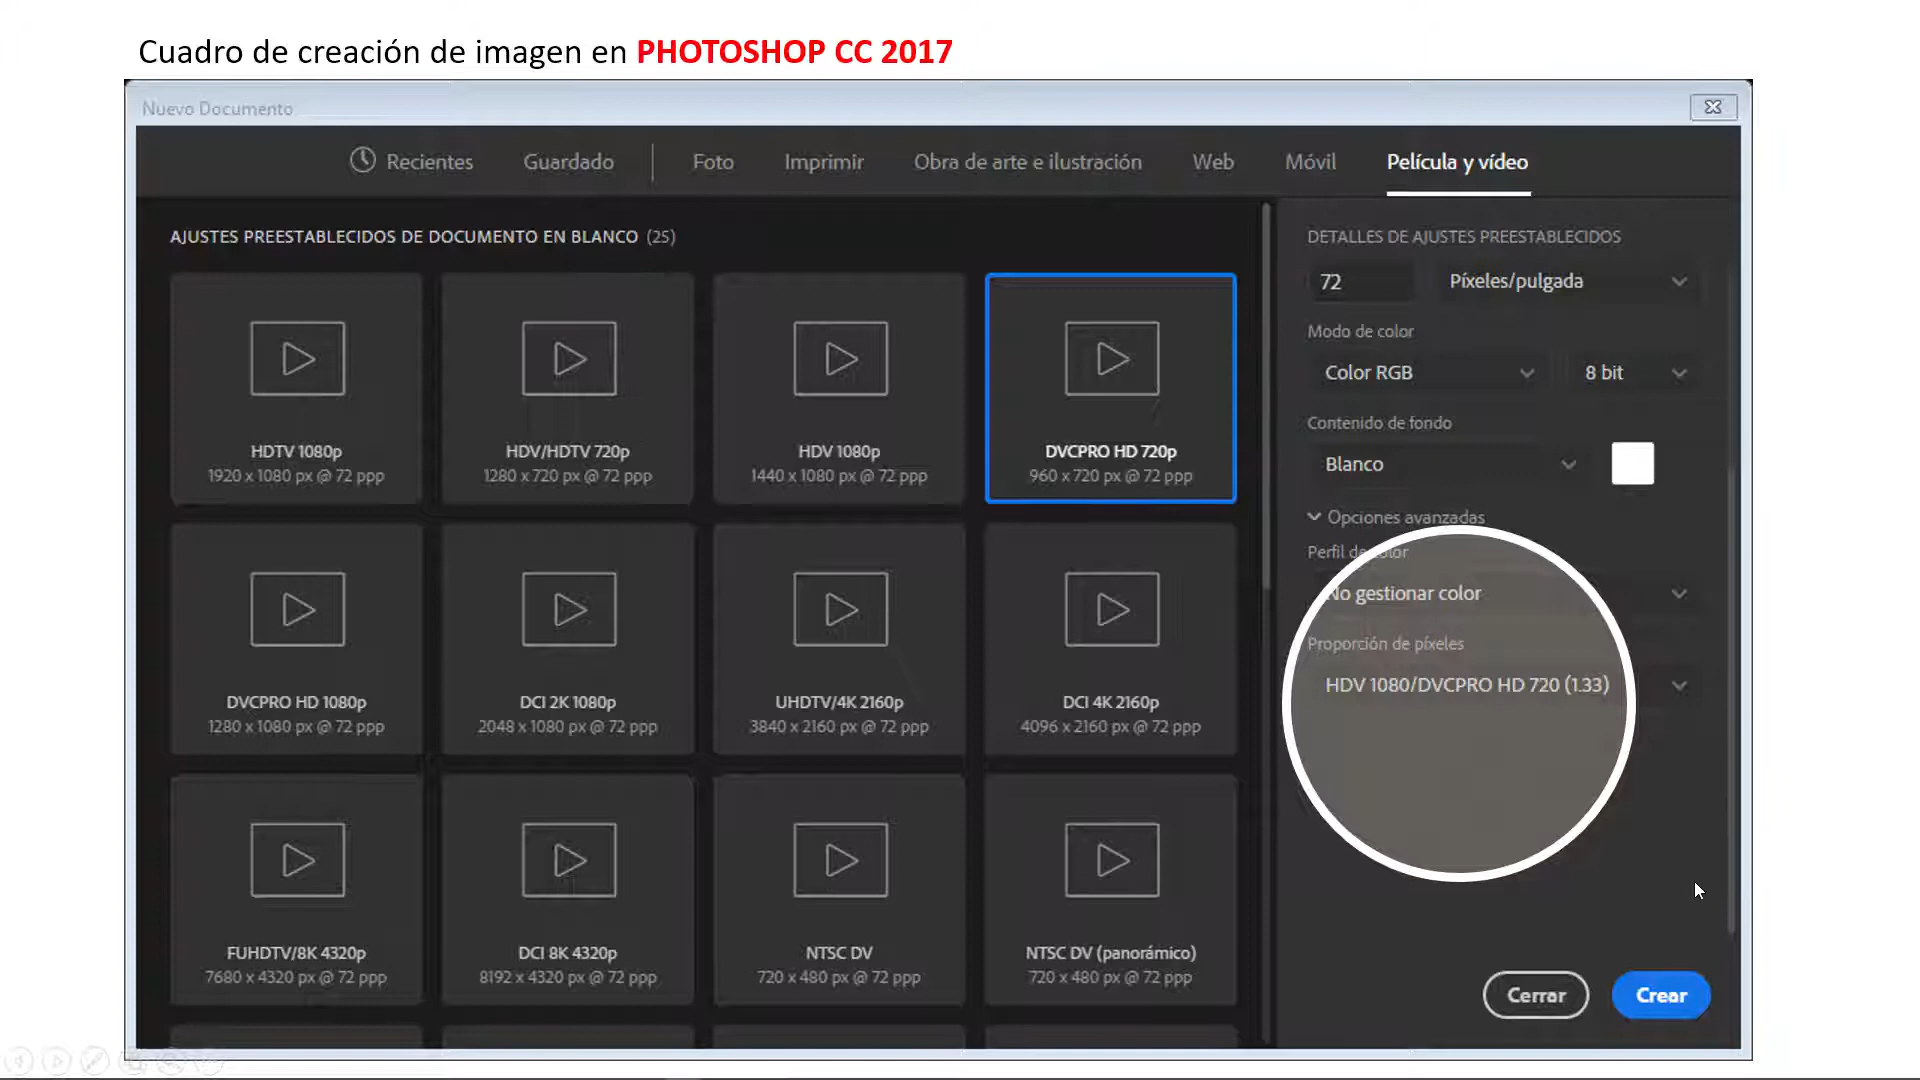 Cuadro de creación de imagen en PHOTOSHOP CC 2017
Nuevo Documento
Recientes
Guardado
Foto
Imprimir
Obra de arte e ilustración
Web
Móvil
Película y vídeo
AJUSTES PREESTABLECIDOS DE DOCUMENTO EN BLANCO (25)
HDTV 1080p
1920 x 1080 px @ 72 ppp
HDV/HDTV 720p
1280 x 720 px @ 72 ppp
HDV 1080p
1440 x 1080 px @ 72 ppp
DVCPRO HD 720p
960 x 720 px @ 72 ppp
DVCPRO HD 1080p
1280 x 1080 px @ 72 ppp
DCI 2K 1080p
2048 x 1080 px @ 72 ppp
UHDTV/4K 2160p
3840 x 2160 px @ 72 ppp
DCI 4K 2160p
4096 x 2160 px @ 72 ppp
FUHDTV/8K 4320p
7680 x 4320 px @ 72 ppp
DCI 8K 4320p
8192 x 4320 px @ 72 ppp
NTSC DV
720 x 480 px @ 72 ppp
NTSC DV (panorámico)
720 x 480 px @ 72 ppp
DETALLES DE AJUSTES PREESTABLECIDOS
72
Píxeles/pulgada
Modo de color
Color RGB
8 bit
Contenido de fondo
Blanco
Opciones avanzadas
Perfil de color
No gestionar color
Proporción de píxeles
HDV 1080/DVCPRO HD 720 (1.33)
Cerrar
Crear